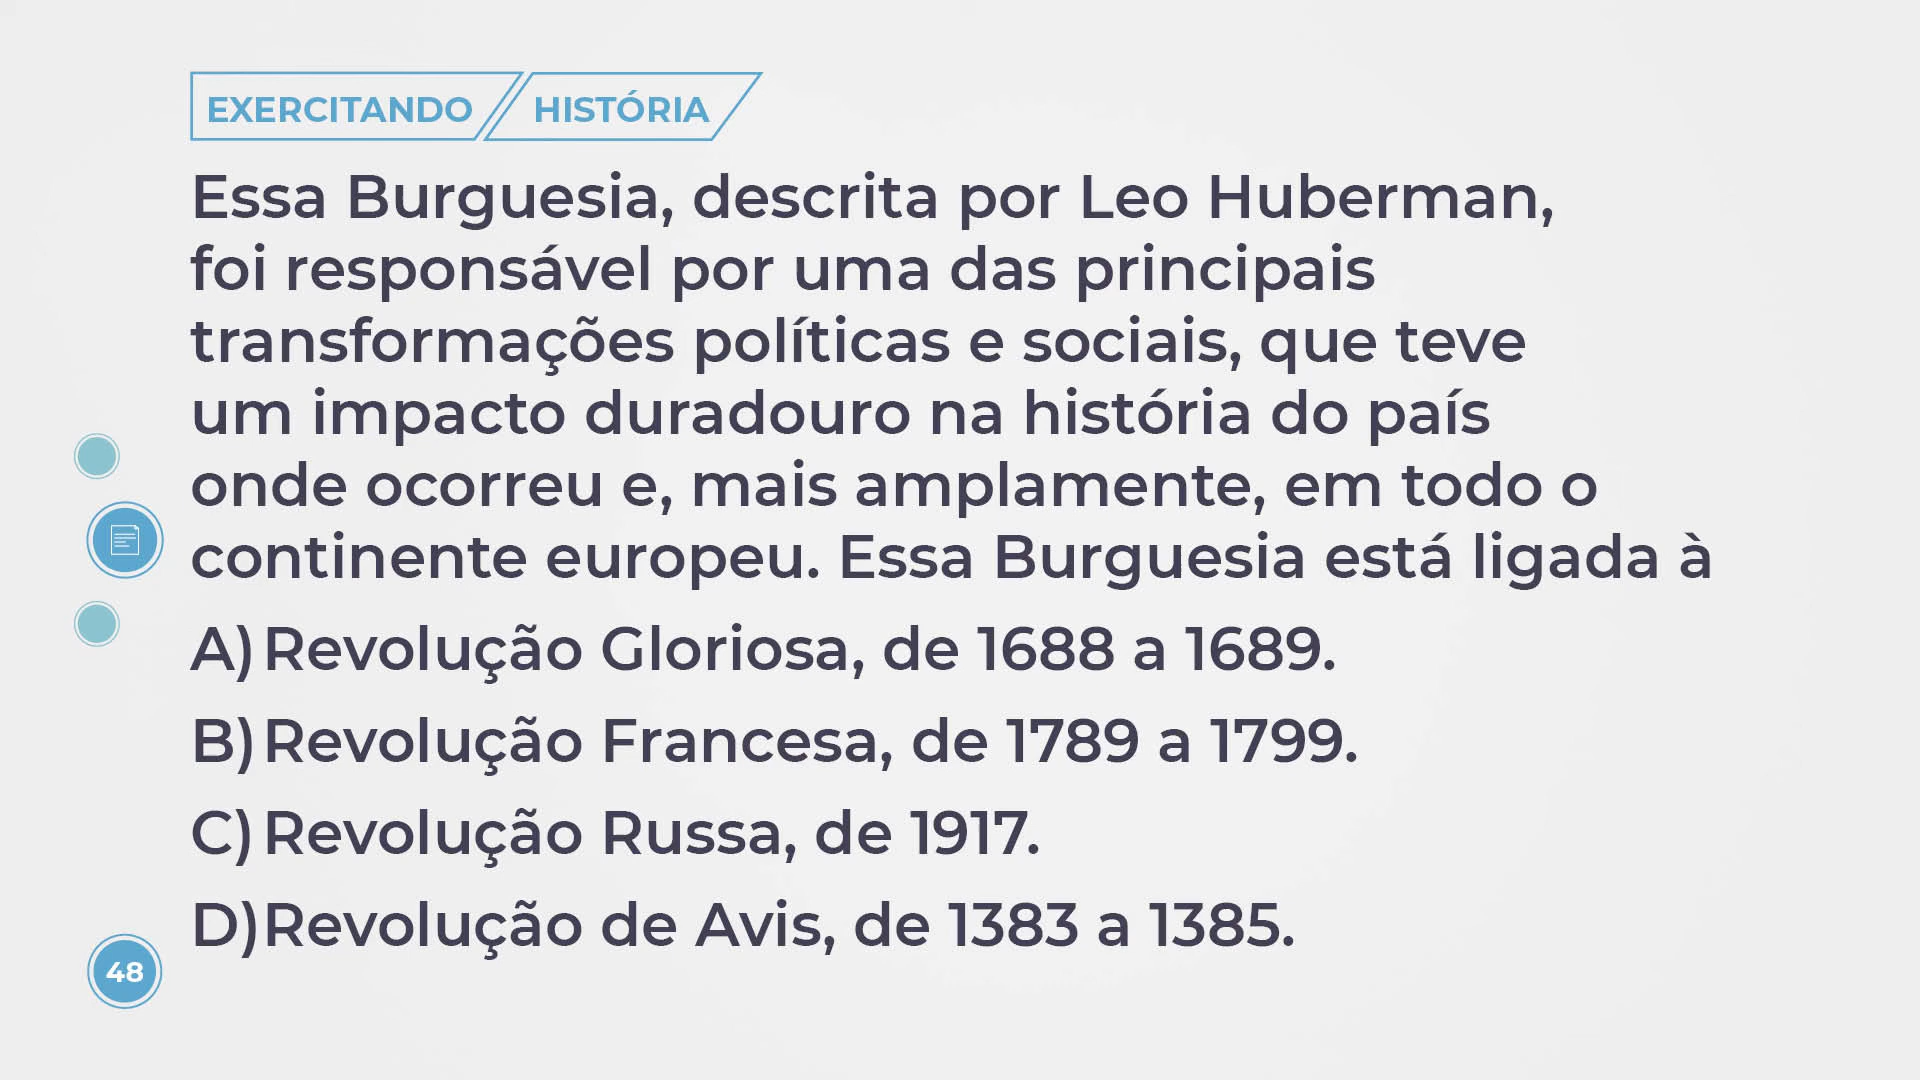 EXERCITANDO HISTÓRIA
Essa Burguesia, descrita por Leo Huberman,
foi responsável por uma das principais
transformações políticas e sociais, que teve
um impacto duradouro na história do país
onde ocorreu e, mais amplamente, em todo o
continente europeu. Essa Burguesia está ligada à
A) Revolução Gloriosa, de 1688 a 1689.
B) Revolução Francesa, de 1789 a 1799.
C) Revolução Russa, de 1917.
D) Revolução de Avis, de 1383 a 1385.
48